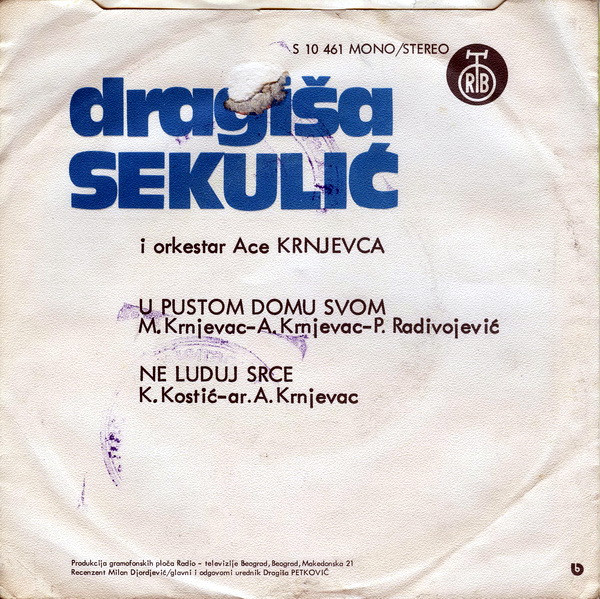 S 10 461 MONO/STEREO
RTB
dragiša
SEKULIĆ
i orkestar Ace KRNJEVCA
U PUSTOM DOMU SVOM
M. Krnjevac-A. Krnjevac-P. Radivojević
NE LUDUJ SRCE
K. Kostić-ar. A. Krnjevac
Produkcija gramofonskih ploča Radio - televizije Beograd, Beograd, Makedonska 21
Recenzent Milan Djordjević/glavni i odgovorni urednik Dragiša PETKOVIĆ
b